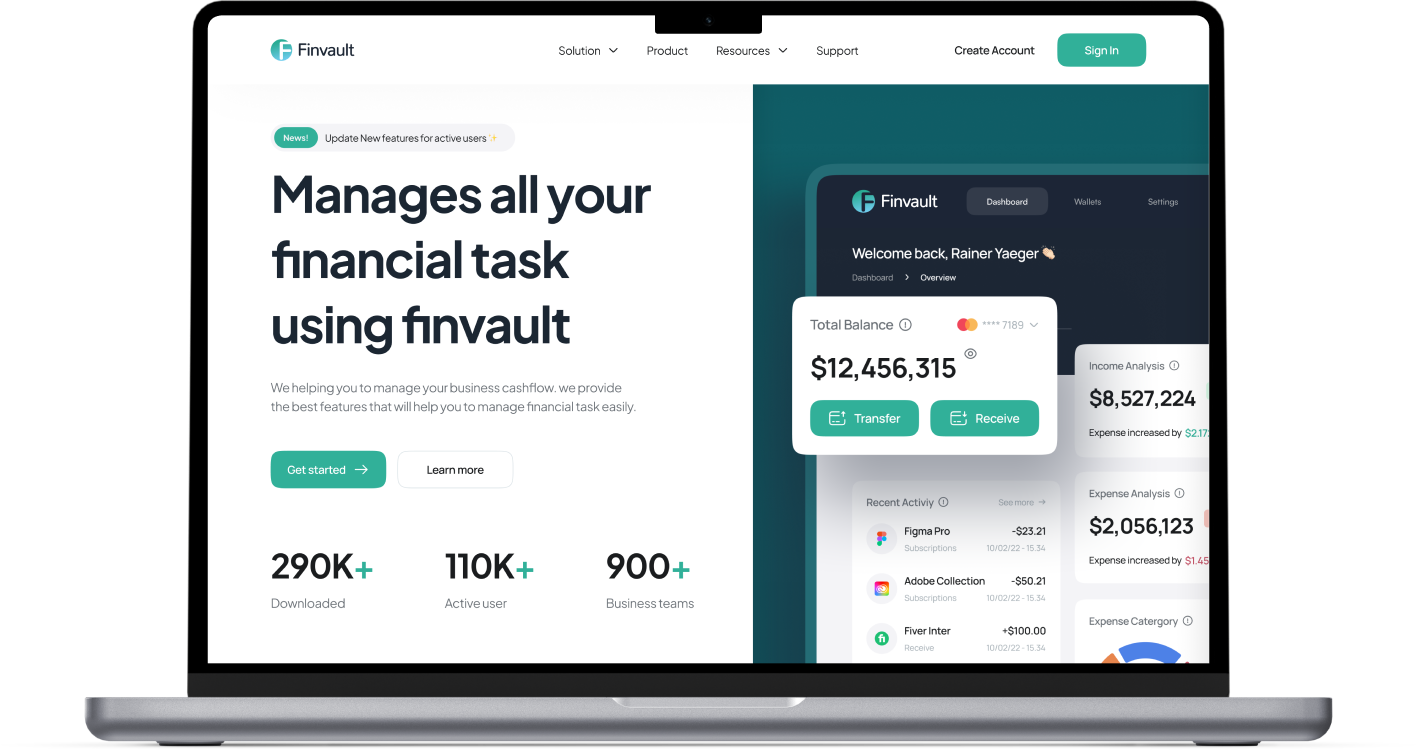 Finvault
Solution
Product
Resources
Support
Create Account
Sign In
News!
Update New features for active users✨
Manages all your
financial task
using finvault
We helping you to manage your business cashflow. we provide
the best features that will help you to manage financial task easily.
Get started
Learn more
290K+
Downloaded
110K+
Active user
900+
Business teams
Finvault
Dashboard
Wallets
Settings
Welcome back, Rainer Yaeger👏🏻
Dashboard
Overview
Total Balance
**** 7189
$12,456,315
Transfer
Receive
Income Analysis
$8,527,224
Expense increased by
Expense Analysis
$2,056,123
Expense increased by
Expense Catergory
Recent Activiy
See more
Figma Pro
-$23.21
Subscriptions
10/02/22 - 15.34
Adobe Collection
-$50.21
Subscriptions
10/02/22 - 15.34
Fiver Inter
+$100.00
Receive
10/02/22 - 15.34